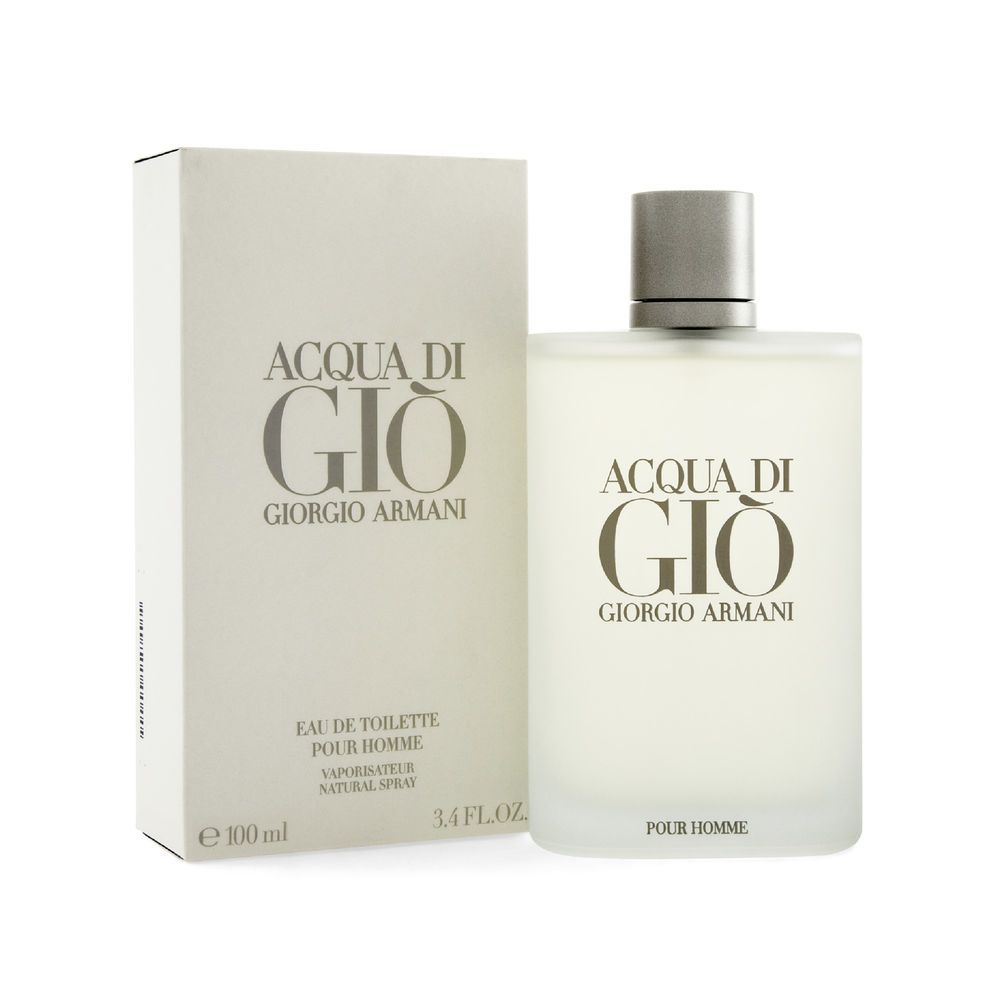 ACQUA DI
GIÒ
GIORGIO ARMANI
EAU DE TOILETTE
POUR HOMME
VAPORISATEUR
NATURAL SPRAY
℮ 100 ml
3.4 FL.OZ.
ACQUA DI
GIÒ
GIORGIO ARMANI
POUR HOMME